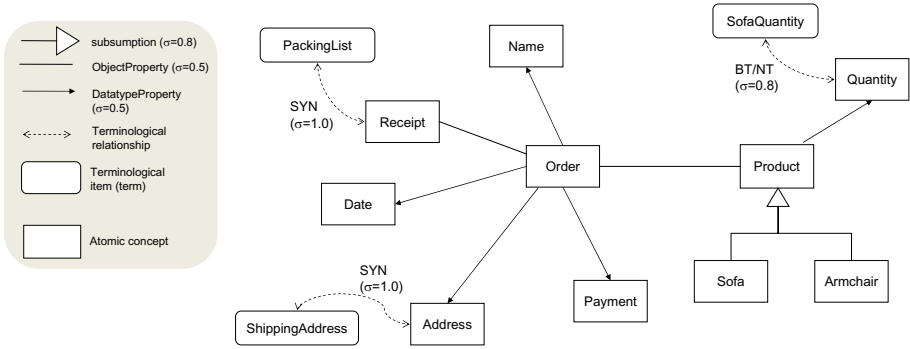 subsumption (σ=0.8)
ObjectProperty (σ=0.5)
DatatypeProperty
(σ=0.5)
Terminological
relationship
Terminological
item (term)
Atomic concept
PackingList
SYN
(σ=1.0)
Receipt
Name
SofaQuantity
BT/NT
(σ=0.8)
Quantity
Order
Product
Date
Sofa
Armchair
SYN
(σ=1.0)
ShippingAddress
Address
Payment